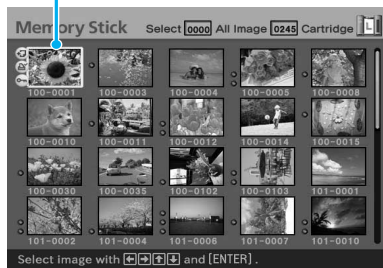 Memory Stick Select 0000 All Image 0245 Cartridge L
100-0001 100-0003 100-0004 100-0005 100-0008
100-0010 100-0011 100-0012 100-0014 100-0015
100-0030 100-0035 100-0102 100-0103 101-0001
101-0002 101-0004 101-0006 101-0007 101-0010
Select image with ←→↑↓ and [ENTER] .